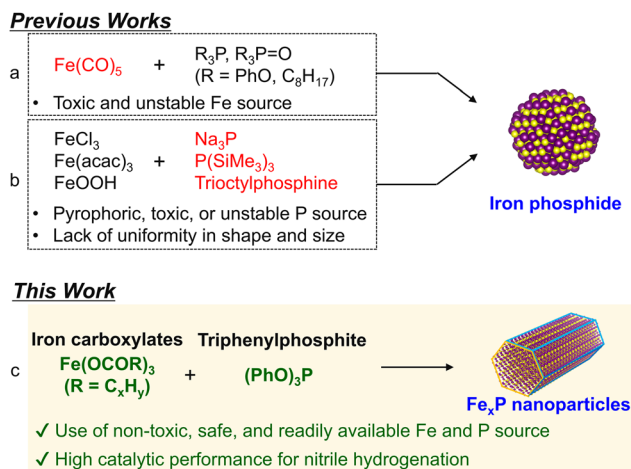 Previous Works
a
Fe(CO)₅ + R₃P, R₃P=O
(R = PhO, C₈H₁₇)
• Toxic and unstable Fe source
b
FeCl₃ Na₃P
Fe(acac)₃ + P(SiMe₃)₃
FeOOH Trioctylphosphine
• Pyrophoric, toxic, or unstable P source
• Lack of uniformity in shape and size
Iron phosphide
This Work
c
Iron carboxylates Triphenylphosphite
Fe(OCOR)₃ + (PhO)₃P
(R = CₓHᵧ)
FeₓP nanoparticles
✓ Use of non-toxic, safe, and readily available Fe and P source
✓ High catalytic performance for nitrile hydrogenation